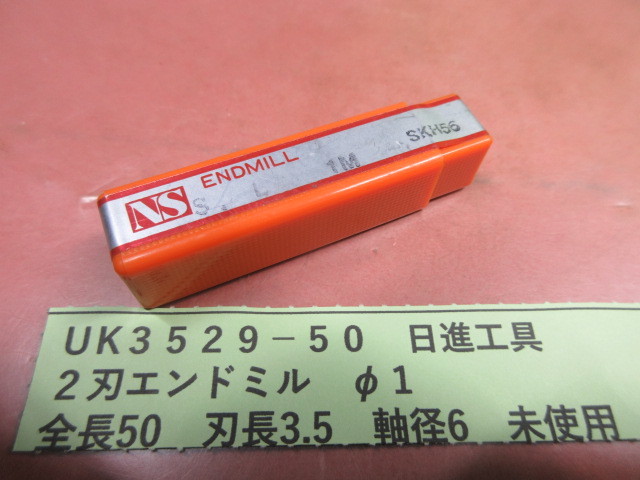 NS ENDMILL SKH56
S. L 1M
UK3529-50 日進工具
2刃エンドミル φ1
全長50 刃長3.5 軸径6 未使用